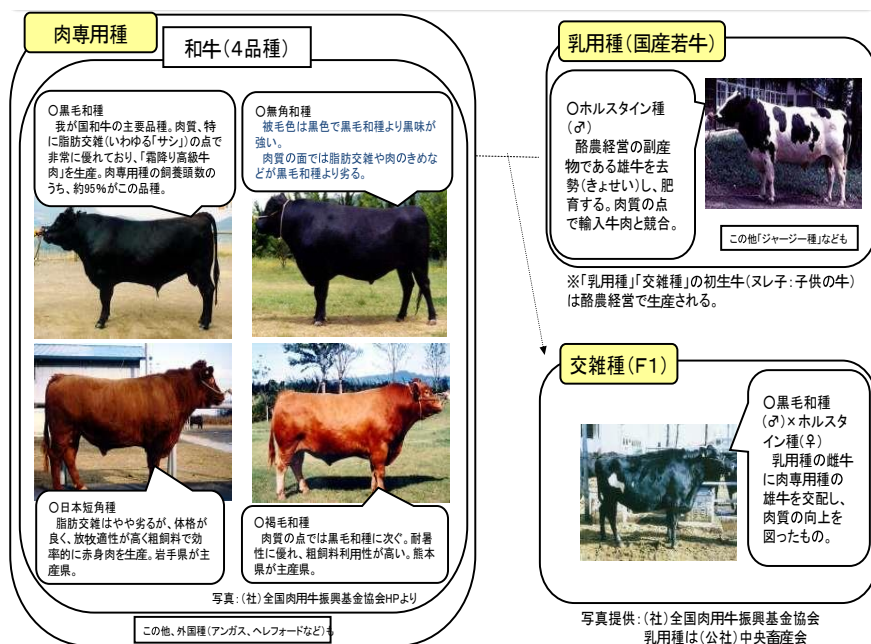 肉専用種
和牛(4品種)
〇黒毛和種
我が国和牛の主要品種。肉質、特
に脂肪交雑(いわゆる「サシ」)の点で
非常に優れており、「霜降り高級牛
肉」を生産。肉専用種の飼養頭数の
うち、約95%がこの品種。
〇無角和種
被毛色は黒色で黒毛和種より黒味が
強い。
肉質の面では脂肪交雑や肉のきめな
どが黒毛和種より劣る。
〇日本短角種
脂肪交雑はやや劣るが、体格が
良く、放牧適性が高く粗飼料で効
率的に赤身肉を生産。岩手県が主
産県。
〇褐毛和種
肉質の点では黒毛和種に次ぐ。耐暑
性に優れ、粗飼料利用性が高い。熊本
県が主産県。
写真:(社)全国肉用牛振興基金協会HPより
この他、外国種(アンガス、ヘレフォードなど)も
乳用種(国産若牛)
〇ホルスタイン種
(♂)
酪農経営の副産
物である雄牛を去
勢(きょせい)し、肥
育する。肉質の点
で輸入牛肉と競合。
この他「ジャージー種」なども
※「乳用種」「交雑種」の初生牛(ヌレ子:子供の牛)
は酪農経営で生産される。
交雑種(F1)
〇黒毛和種
(♂)×ホルス
タイン種(♀)
乳用種の雌牛
に肉専用種の
雄牛を交配し、
肉質の向上を
図ったもの。
写真提供:(社)全国肉用牛振興基金協会
乳用種は(公社)中央畜産会